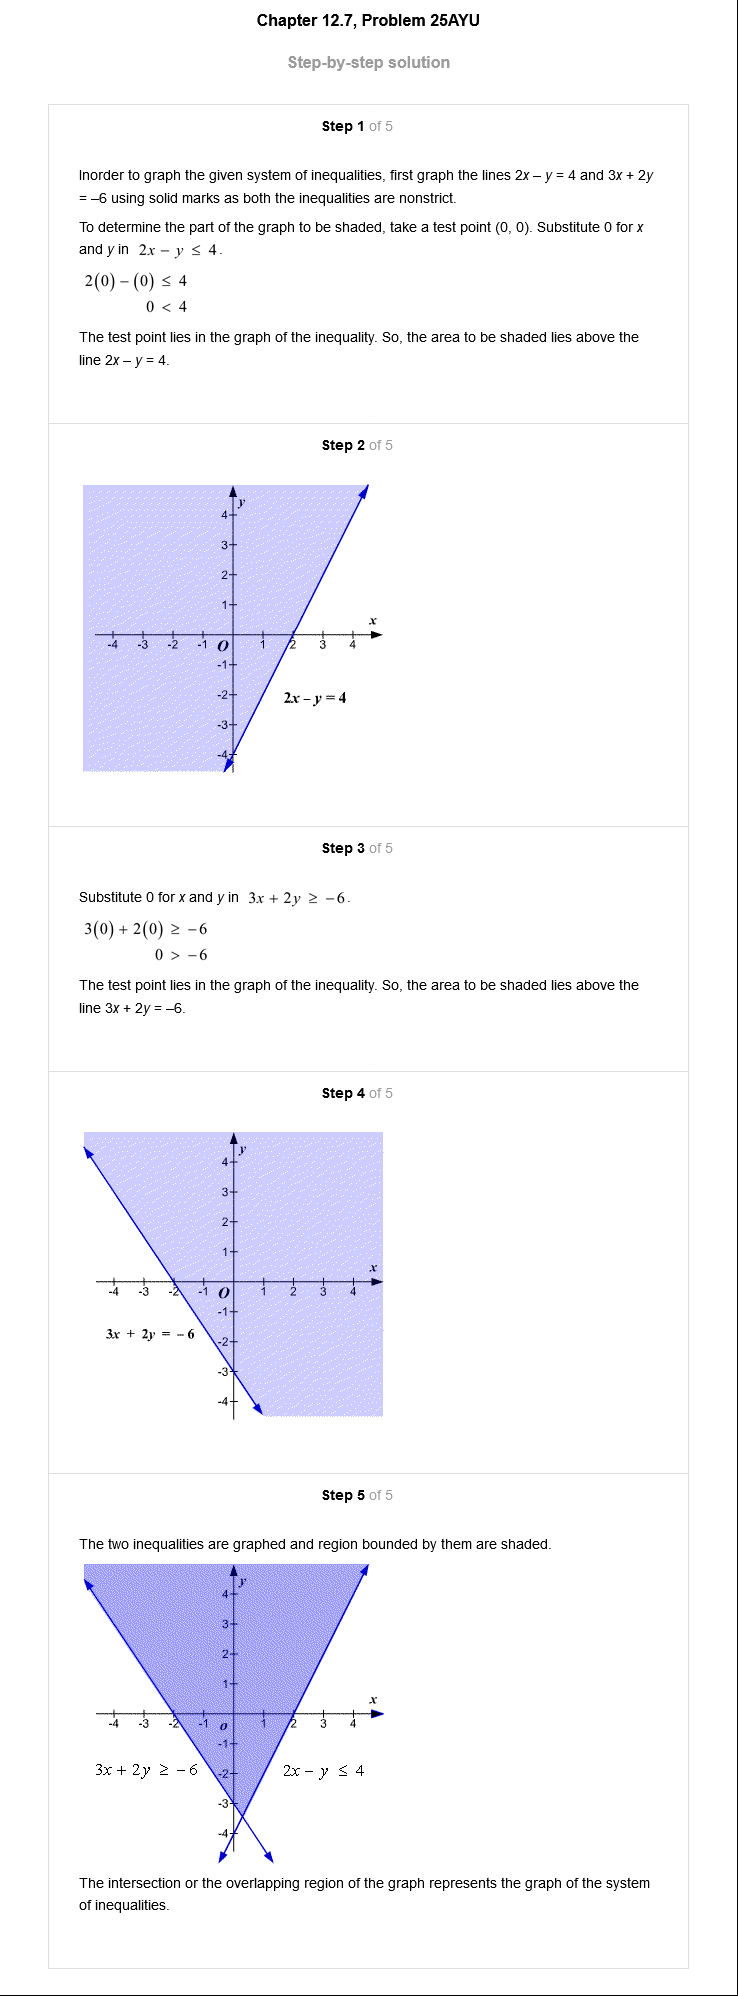 Chapter 12.7, Problem 25AYU
Step-by-step solution
Step 1 of 5
Inorder to graph the given system of inequalities, first graph the lines 2x – y = 4 and 3x + 2y
= –6 using solid marks as both the inequalities are nonstrict.
To determine the part of the graph to be shaded, take a test point (0, 0). Substitute 0 for x
and y in 2x – y ≤ 4.
2(0) – (0) ≤ 4
0 < 4
The test point lies in the graph of the inequality. So, the area to be shaded lies above the
line 2x – y = 4.
Step 2 of 5
y
4
3
2
1
x
-4 -3 -2 -1 O 1 2 3 4
-1
-2
2x – y = 4
-3
-4
Step 3 of 5
Substitute 0 for x and y in 3x + 2y ≥ –6.
3(0) + 2(0) ≥ –6
0 > –6
The test point lies in the graph of the inequality. So, the area to be shaded lies above the
line 3x + 2y = –6.
Step 4 of 5
y
4
3
2
1
x
-4 -3 -2 -1 O 1 2 3 4
-1
3x + 2y = – 6
-2
-3
-4
Step 5 of 5
The two inequalities are graphed and region bounded by them are shaded.
y
4
3
2
1
x
-4 -3 -2 -1 O 1 2 3 4
-1
3x + 2y ≥ – 6
-2
2x – y ≤ 4
-3
-4
The intersection or the overlapping region of the graph represents the graph of the system
of inequalities.